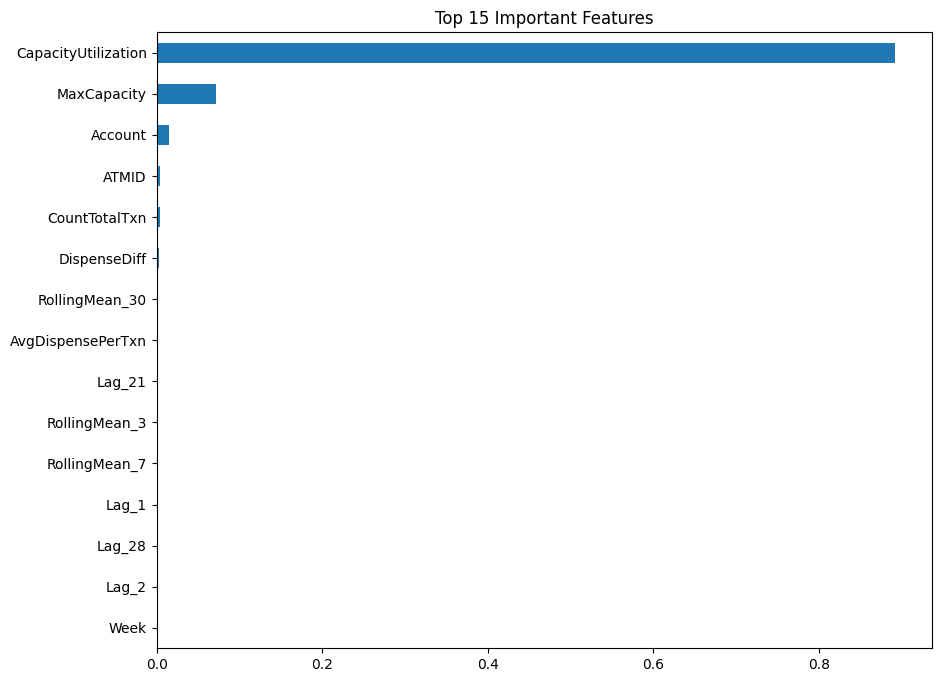 Top 15 Important Features
CapacityUtilization
MaxCapacity
Account
ATMID
CountTotalTxn
DispenseDiff
RollingMean_30
AvgDispensePerTxn
Lag_21
RollingMean_3
RollingMean_7
Lag_1
Lag_28
Lag_2
Week
0.0 0.2 0.4 0.6 0.8